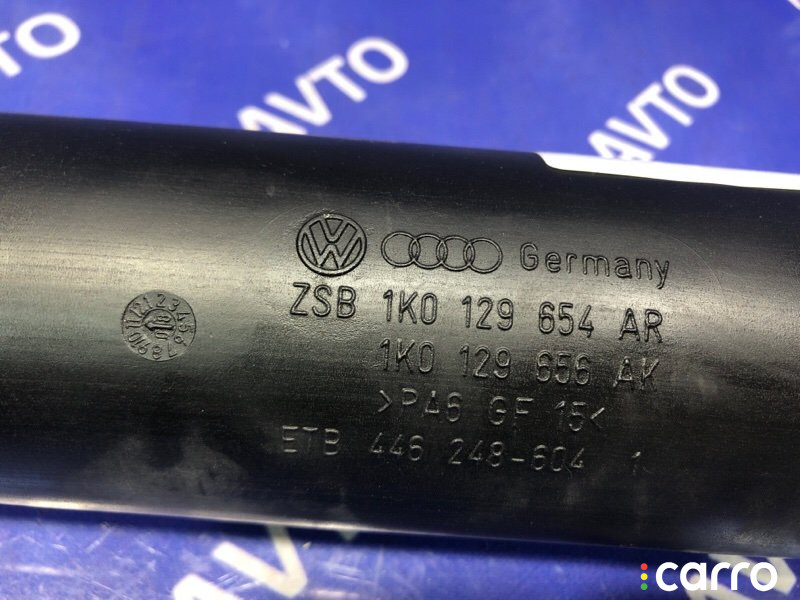 АВТО
АВТО
Germany
ZSB 1K0 129 654 AR
1K0 129 656 AK
>PA6 GF 15<
ETB 446 248-604 1
АВТО
carro